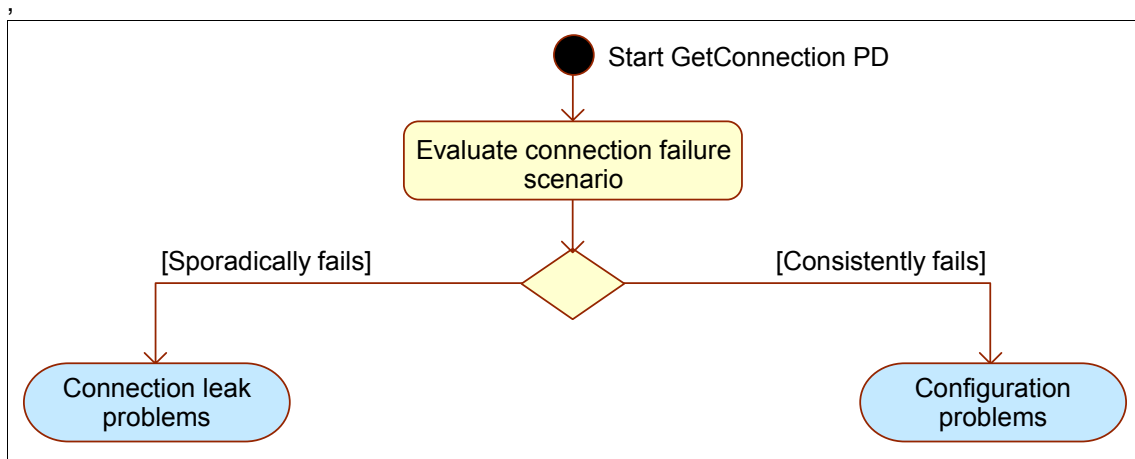 ,
Start GetConnection PD
Evaluate connection failure
scenario
[Sporadically fails]
[Consistently fails]
Connection leak
problems
Configuration
problems